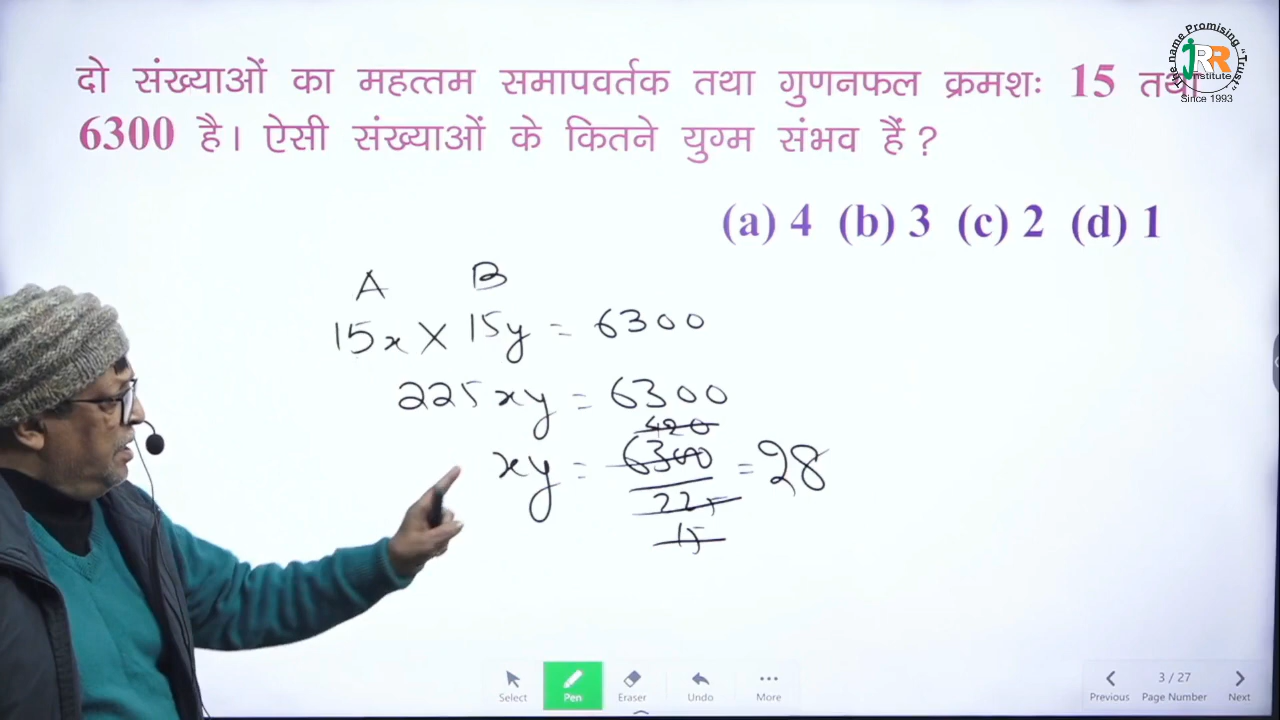 दो संख्याओं का महत्तम समापवर्तक तथा गुणनफल क्रमशः 15 तथा
6300 है। ऐसी संख्याओं के कितने युग्म संभव हैं ?
(a) 4 (b) 3 (c) 2 (d) 1
A B
15x X 15y = 6300
225xy = 6300
420
xy = 6300 = 28
225
15
The name Promising "Trust"
JRR
institute
Since 1993
Select Pen Eraser Undo More
3 / 27
Previous Page Number Next